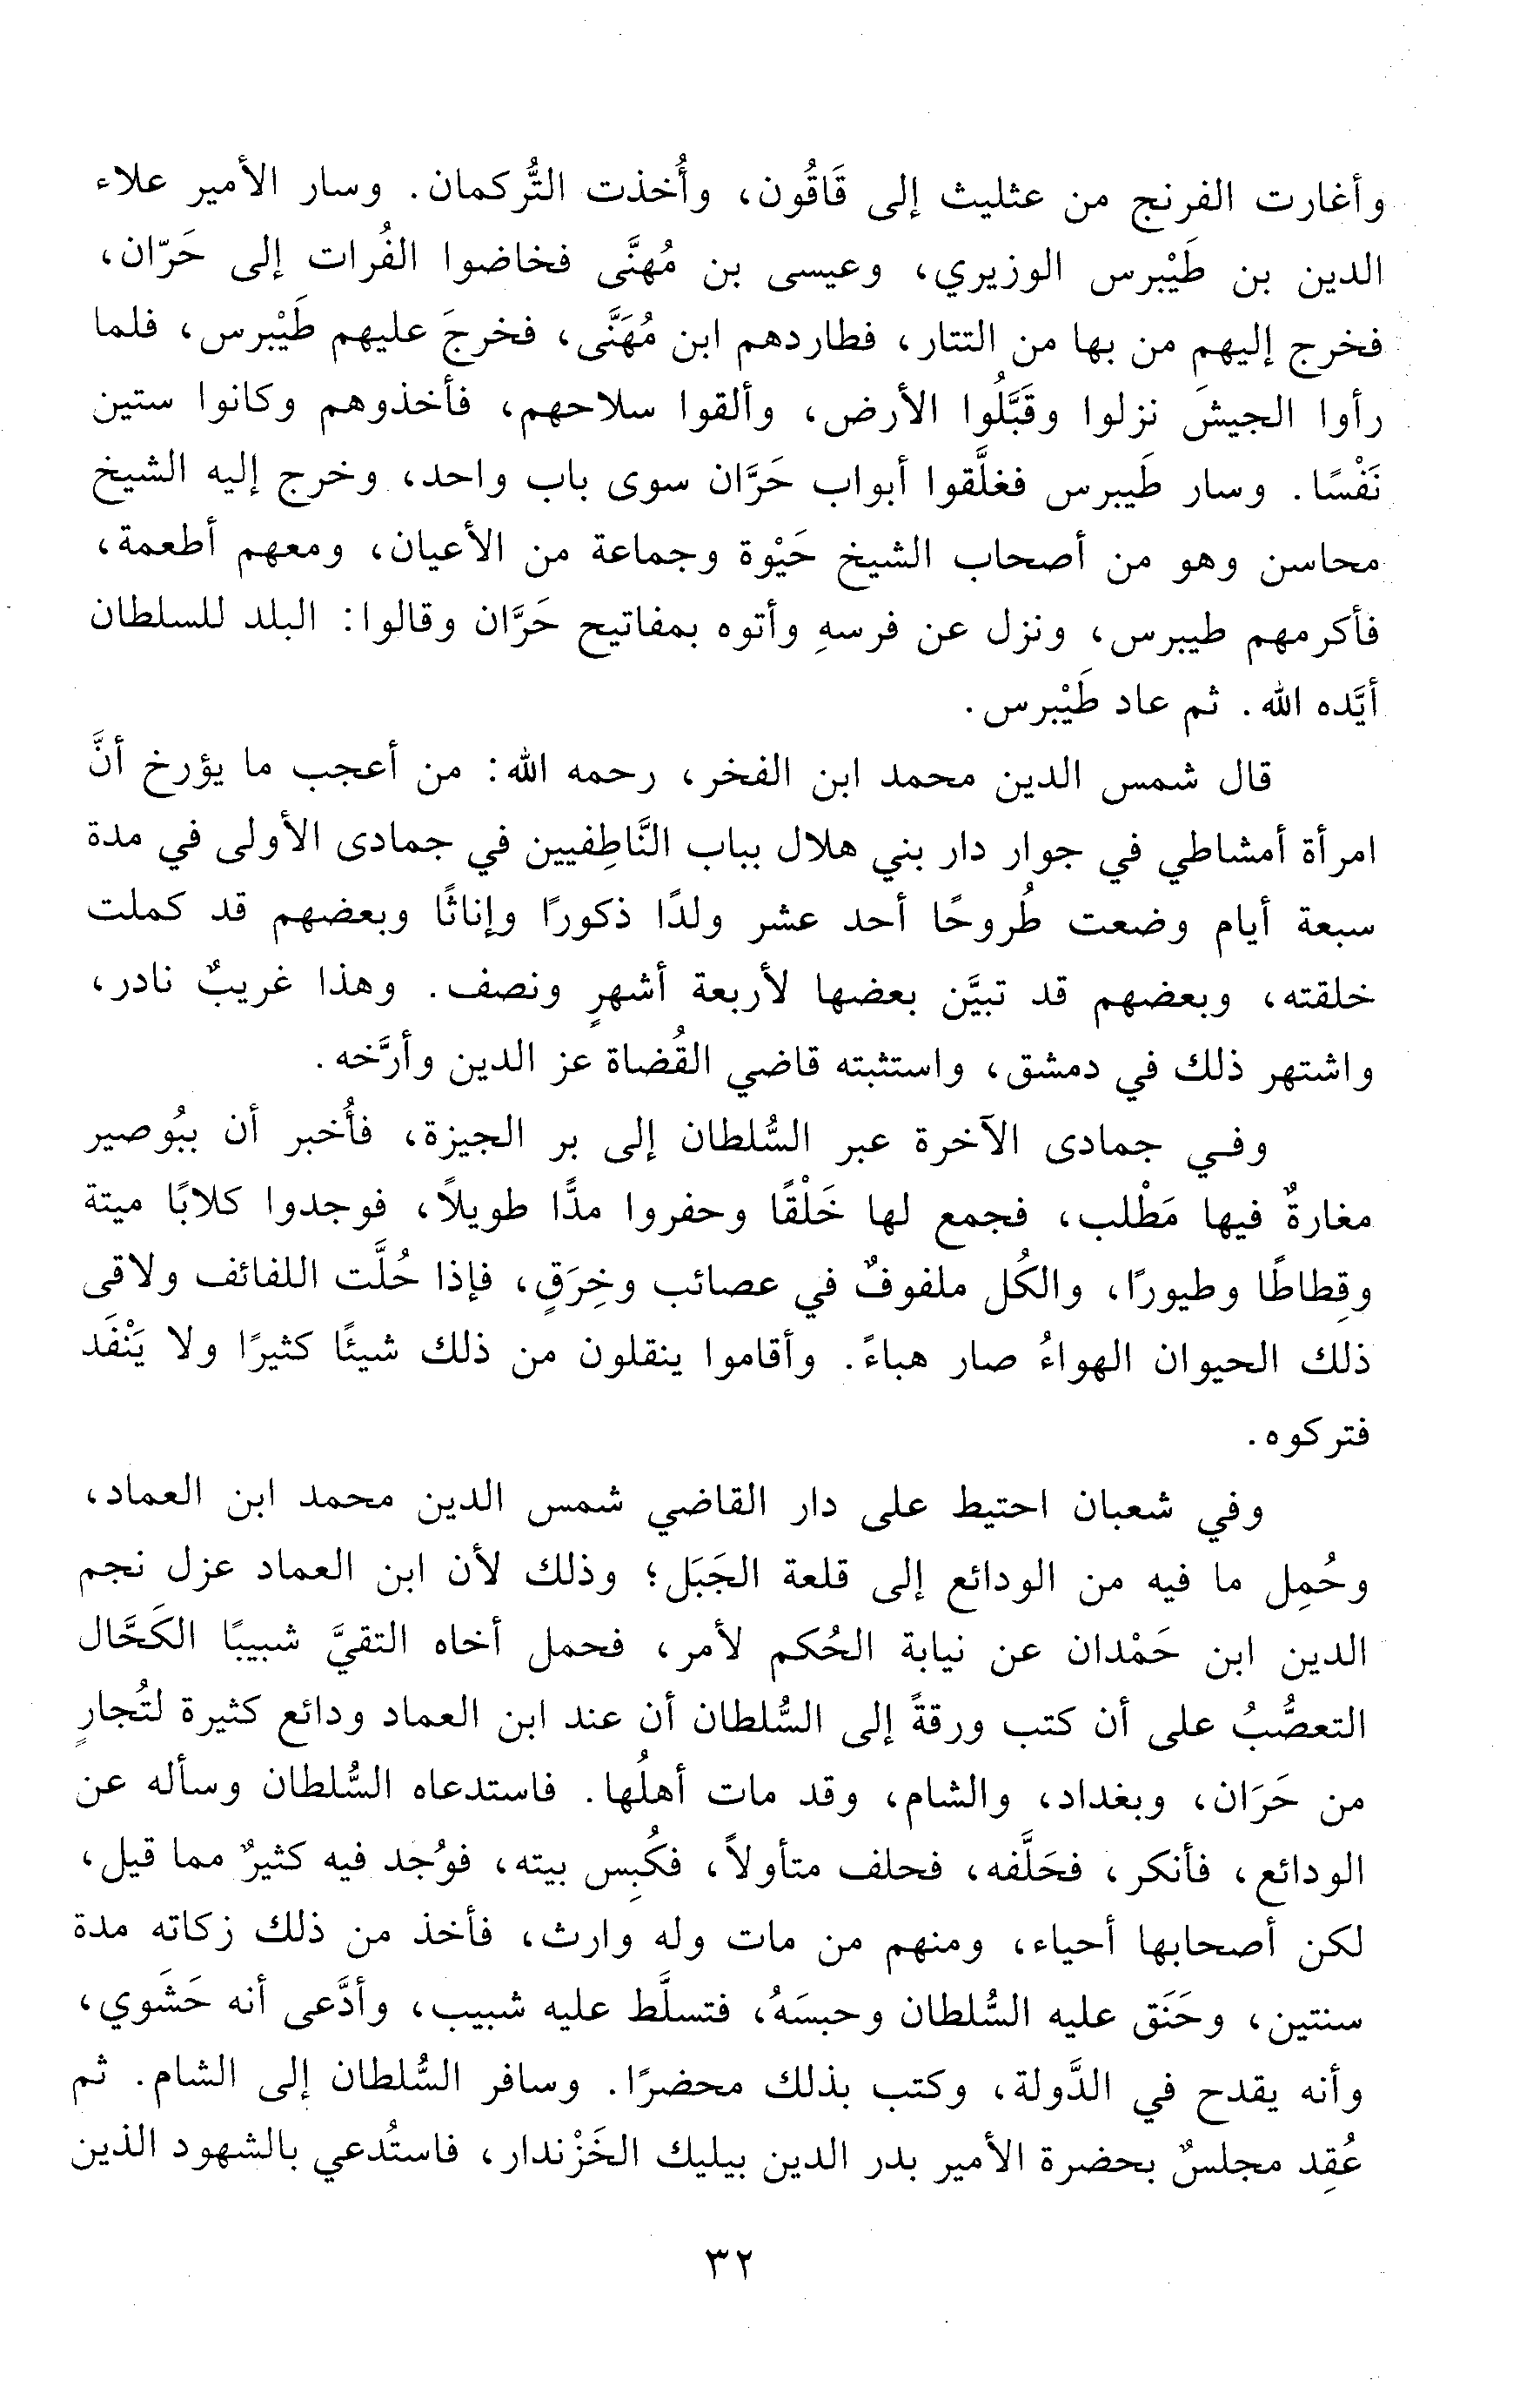 وأغارت الفرنج من عثليث إلى قَاقُون، وأُخذت التُّركمان. وسار الأمير علاء
الدين بن طَيْبرس الوزيري، وعيسى بن مُهنَّى فخاضوا الفُرات إلى حَرّان،
فخرج إليهم من بها من التتار، فطاردهم ابن مُهَنَّى، فخرجَ عليهم طَيْبرس، فلما
رأوا الجيشَ نزلوا وقَبَّلُوا الأرض، وألقوا سلاحهم، فأخذوهم وكانوا ستين
نَفْسًا. وسار طَيبرس فغلَّقوا أبواب حَرَّان سوى باب واحد، وخرج إليه الشيخ
محاسن وهو من أصحاب الشيخ حَيْوة وجماعة من الأعيان، ومعهم أطعمة،
فأكرمهم طيبرس، ونزل عن فرسهِ وأتوه بمفاتيح حَرَّان وقالوا: البلد للسلطان
أيَّده الله. ثم عاد طَيْبرس.
قال شمس الدين محمد ابن الفخر، رحمه الله: من أعجب ما يؤرخ أنَّ
امرأة أمشاطي في جوار دار بني هلال بباب النَّاطِفيين في جمادى الأولى في مدة
سبعة أيام وضعت طُروحًا أحد عشر ولدًا ذكورًا وإناثًا وبعضهم قد كملت
خلقته، وبعضهم قد تبيَّن بعضها لأربعة أشهرٍ ونصف. وهذا غريبٌ نادر،
واشتهر ذلك في دمشق، واستثبته قاضي القُضاة عز الدين وأرَّخه.
وفي جمادى الآخرة عبر السُّلطان إلى بر الجيزة، فأُخبر أن ببُوصير
مغارةٌ فيها مَطْلب، فجمع لها خَلْقًا وحفروا مدًّا طويلاً، فوجدوا كلابًا ميتة
وقِطاطًا وطيورًا، والكُل ملفوفٌ في عصائب وخِرَقٍ، فإذا حُلَّت اللفائف ولاقى
ذلك الحيوان الهواءُ صار هباءً. وأقاموا ينقلون من ذلك شيئًا كثيرًا ولا يَنْفَد
فتركوه.
وفي شعبان احتيط على دار القاضي شمس الدين محمد ابن العماد،
وحُمِل ما فيه من الودائع إلى قلعة الجَبَل؛ وذلك لأن ابن العماد عزل نجم
الدين ابن حَمْدان عن نيابة الحُكم لأمر، فحمل أخاه التقيَّ شبيبًا الكَحَّال
التعصُّبُ على أن كتب ورقةً إلى السُّلطان أن عند ابن العماد ودائع كثيرة لتُجارٍ
من حَرَان، وبغداد، والشام، وقد مات أهلُها. فاستدعاه السُّلطان وسأله عن
الودائع، فأنكر، فحَلَّفه، فحلف متأولاً، فكُبِس بيته، فوُجد فيه كثيرٌ مما قيل،
لكن أصحابها أحياء، ومنهم من مات وله وارث، فأخذ من ذلك زكاته مدة
سنتين، وحَنَق عليه السُّلطان وحبسَهُ، فتسلَّط عليه شبيب، وأدَّعى أنه حَشَوي،
وأنه يقدح في الدَّولة، وكتب بذلك محضرًا. وسافر السُّلطان إلى الشام. ثم
عُقِد مجلسٌ بحضرة الأمير بدر الدين بيليك الخَزْندار، فاستُدعي بالشهود الذين
٣٢